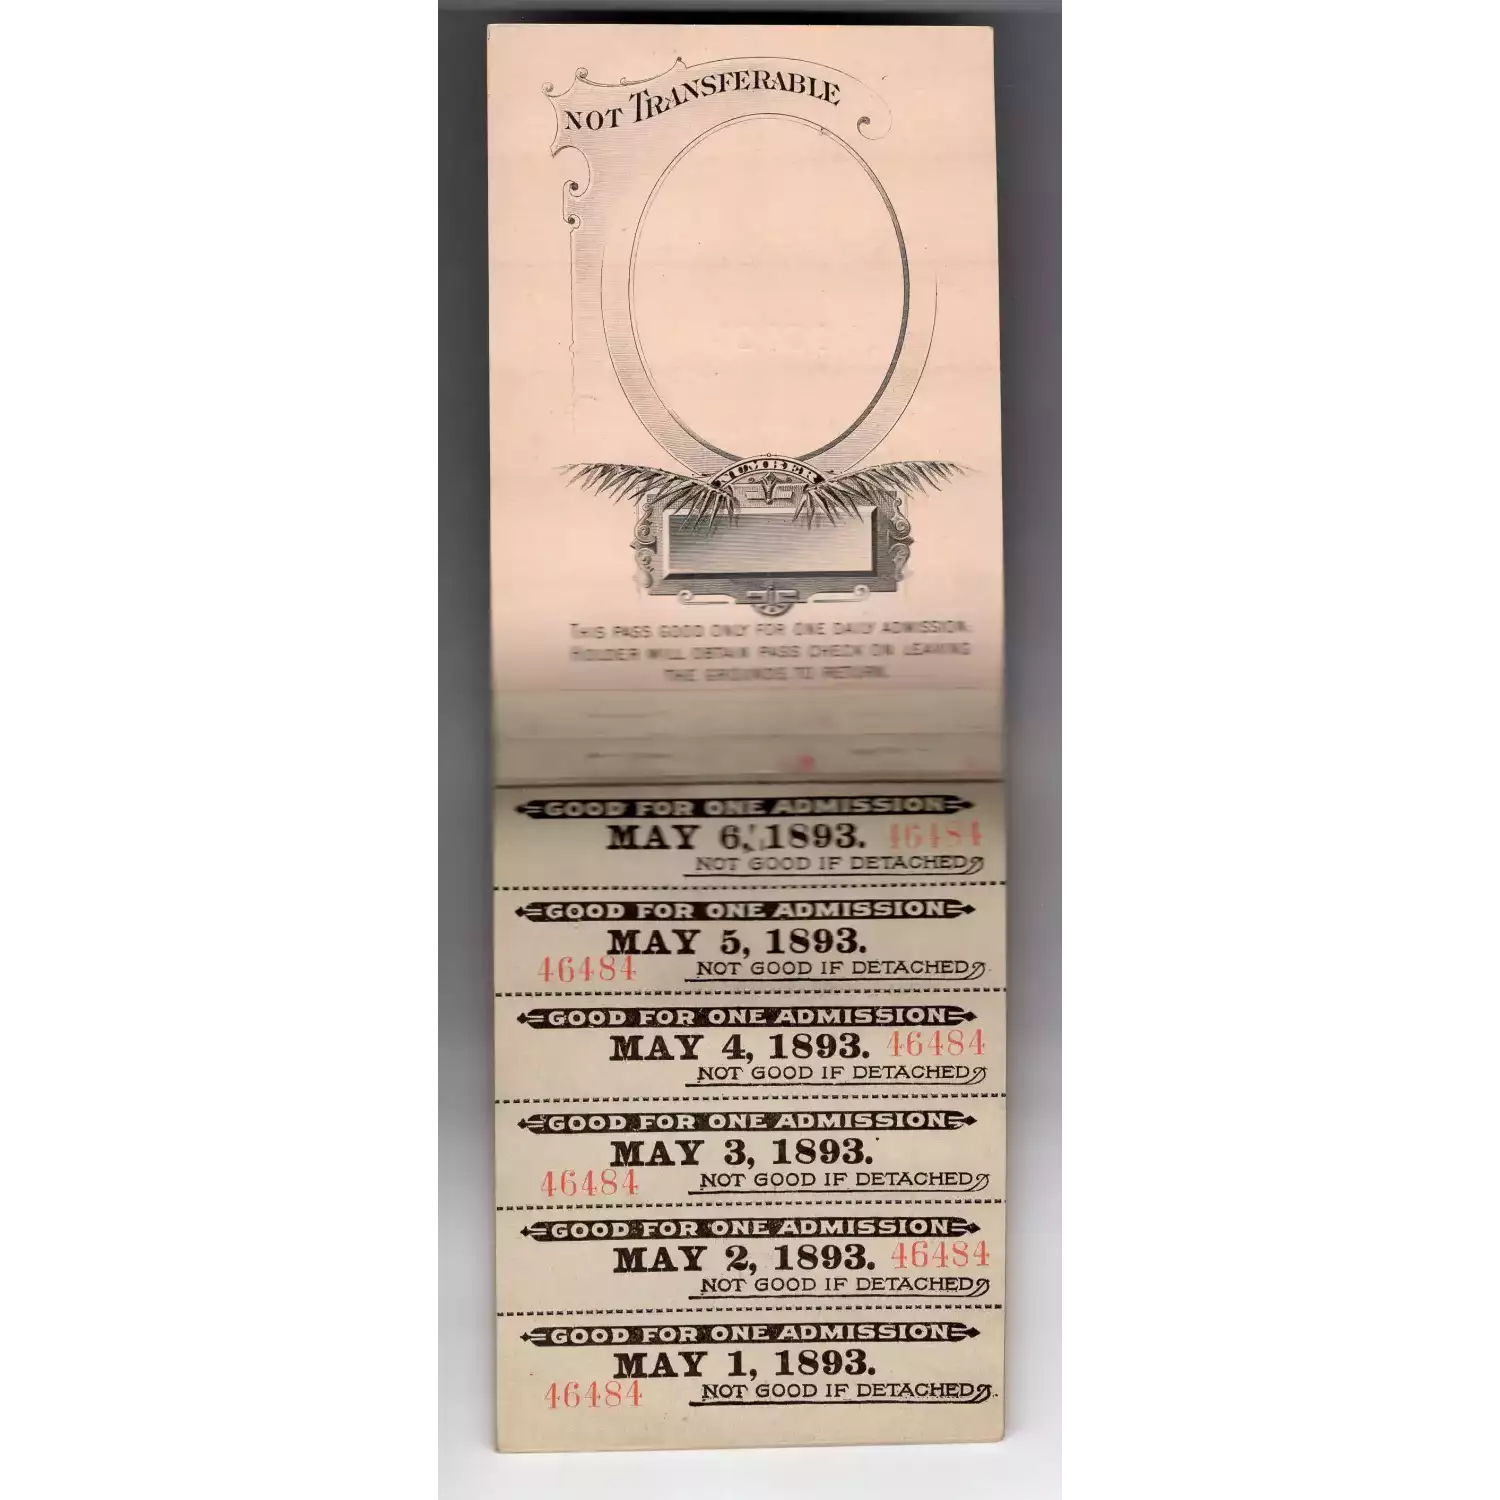 NOT TRANSFERABLE
NUMBER
THIS PASS GOOD ONLY FOR ONE DAILY ADMISSION.
HOLDER WILL OBTAIN PASS CHECK ON LEAVING
THE GROUNDS TO RETURN.
GOOD FOR ONE ADMISSION
MAY 6, 1893. 46484
NOT GOOD IF DETACHED
GOOD FOR ONE ADMISSION
MAY 5, 1893.
46484 NOT GOOD IF DETACHED
GOOD FOR ONE ADMISSION
MAY 4, 1893. 46484
NOT GOOD IF DETACHED
GOOD FOR ONE ADMISSION
MAY 3, 1893.
46484 NOT GOOD IF DETACHED
GOOD FOR ONE ADMISSION
MAY 2, 1893. 46484
NOT GOOD IF DETACHED
GOOD FOR ONE ADMISSION
MAY 1, 1893.
46484 NOT GOOD IF DETACHED